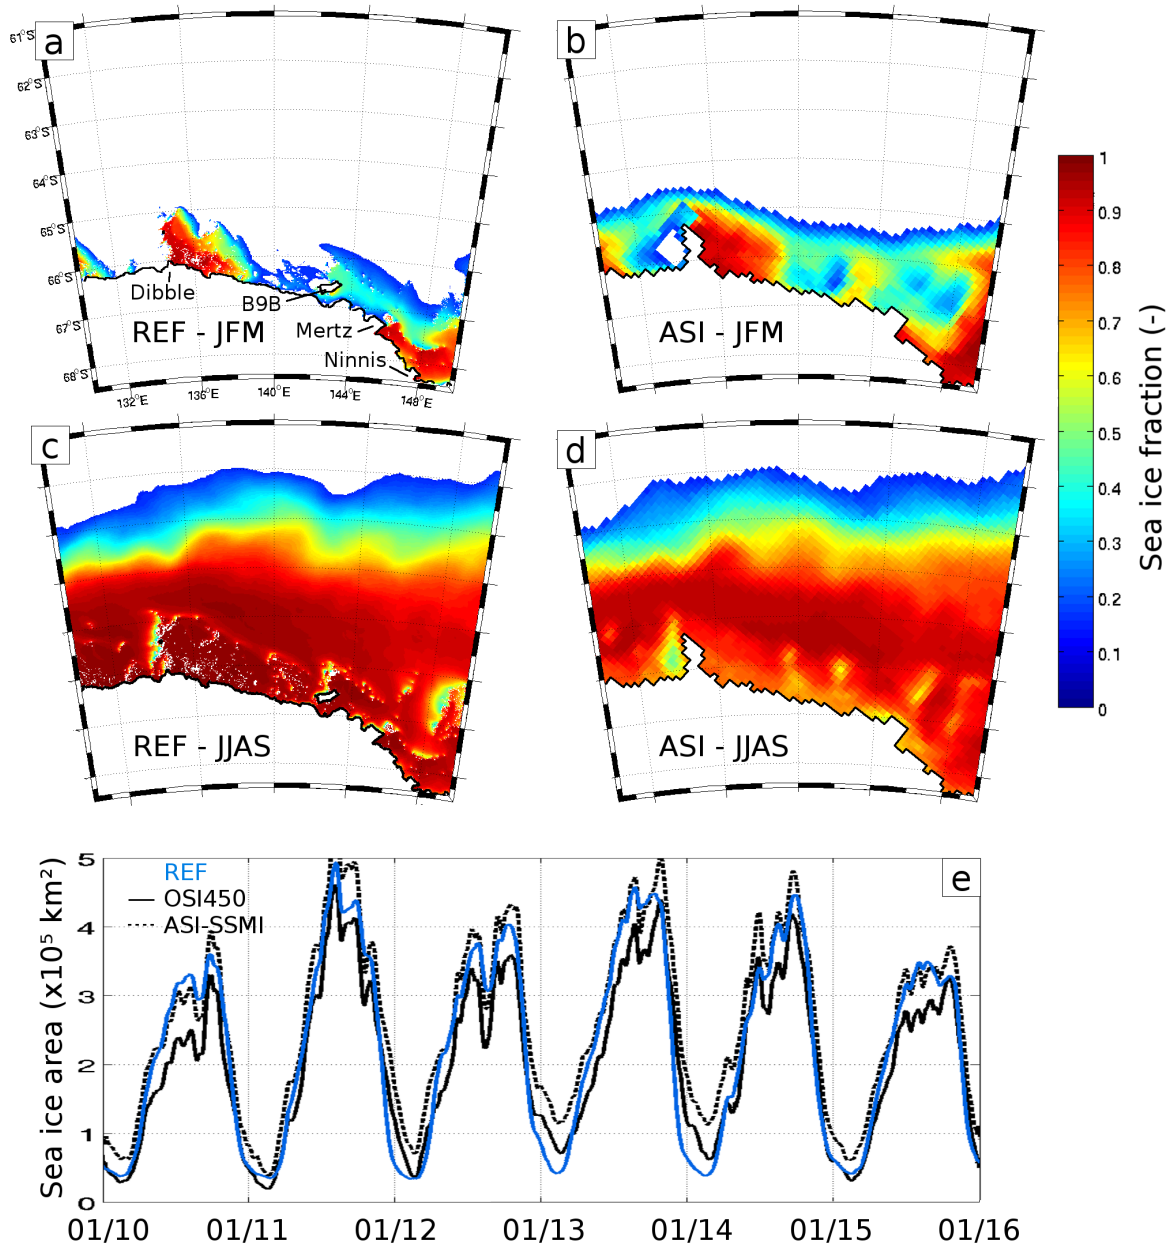 a
61°S
62°S
63°S
64°S
65°S
66°S
67°S
68°S
Dibble
B9B
Mertz
Ninnis
REF - JFM
132°E
136°E
140°E
144°E
148°E
b
ASI - JFM
c
REF - JJAS
d
ASI - JJAS
1
0.9
0.8
0.7
0.6
0.5
0.4
0.3
0.2
0.1
0
Sea ice fraction (-)
e
REF
OSI450
ASI-SSMI
Sea ice area (x10⁵ km²)
5
4
3
2
1
0
01/10
01/11
01/12
01/13
01/14
01/15
01/16